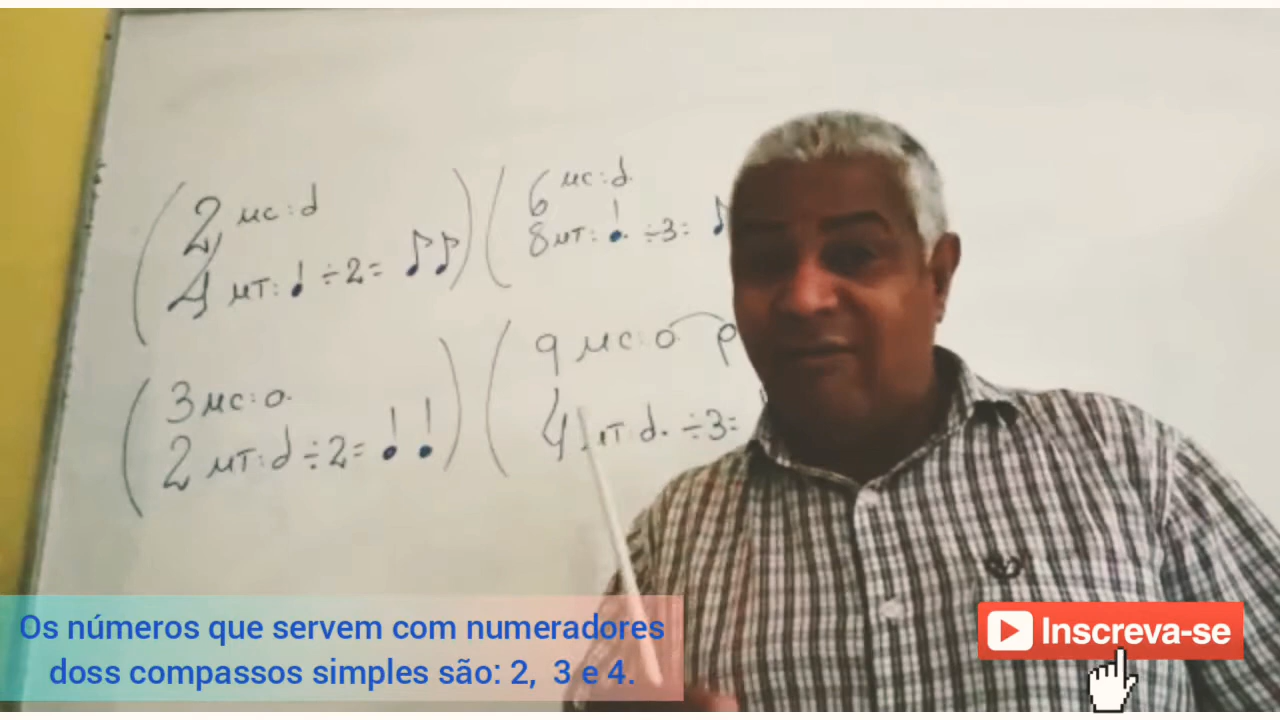 2 MC: d
4 MT: ♩ ÷2= ♪♪
6 MC: d.
8 MT: ♩. ÷3= ♪
3 MC: o.
2 MT: d ÷2= ♩ ♩
9 MC: o. p
4 MT: d. ÷3=
Os números que servem com numeradores
doss compassos simples são: 2, 3 e 4.
Inscreva-se